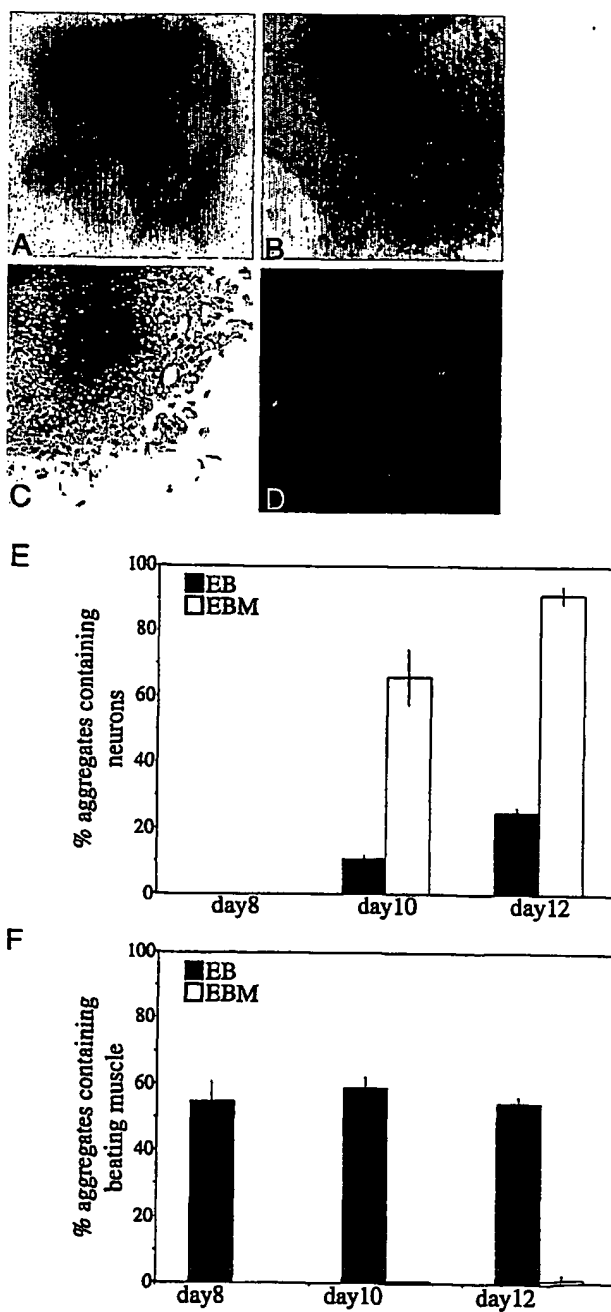 A
B
C
D
E
100
80
60
40
20
0
% aggregates containing
neurons
EB
EBM
day8
day10
day12
F
100
80
60
40
20
0
% aggregates containing
beating muscle
EB
EBM
day8
day10
day12